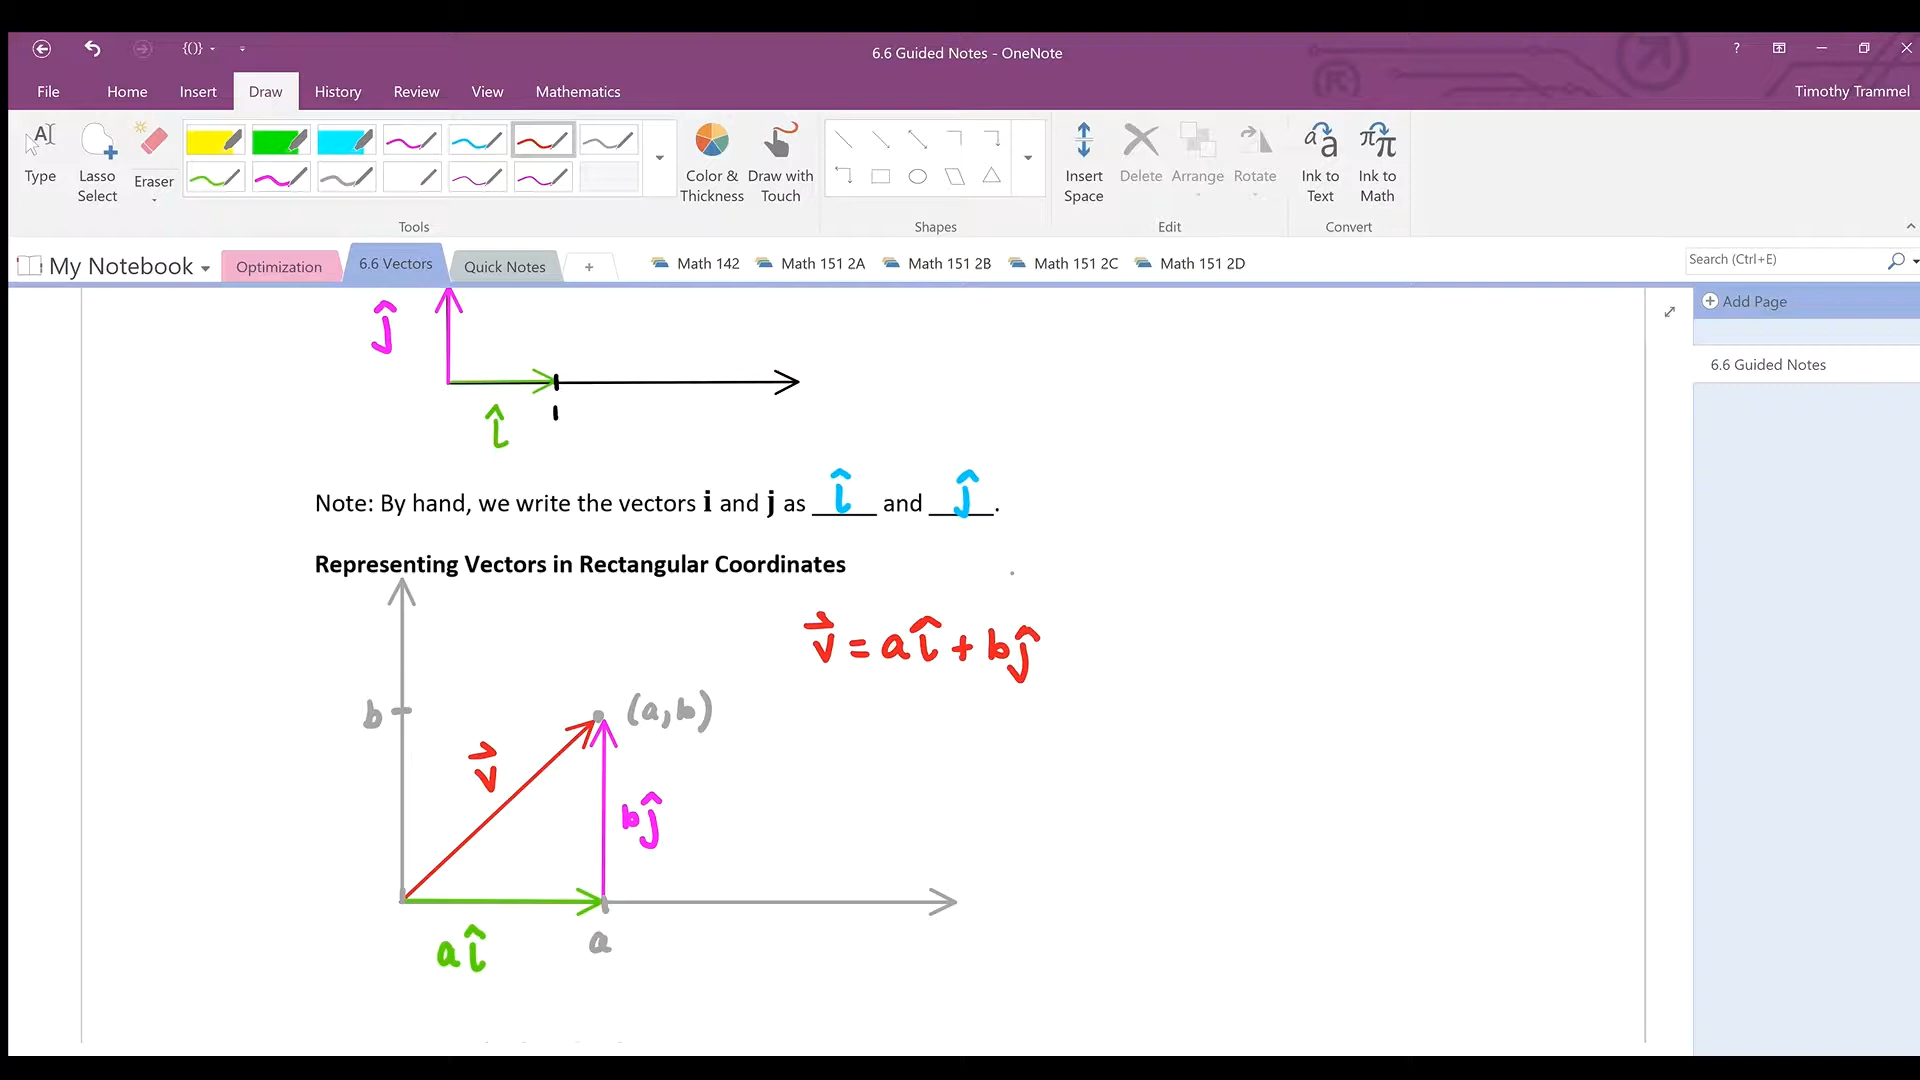 {()}
6.6 Guided Notes - OneNote
?
File Home Insert Draw History Review View Mathematics
Timothy Trammel
Type
Lasso Select
Eraser
Color & Thickness
Draw with Touch
Insert Space
Delete
Arrange
Rotate
Ink to Text
Ink to Math
Tools
Shapes
Edit
Convert
My Notebook
Optimization
6.6 Vectors
Quick Notes
+
Math 142
Math 151 2A
Math 151 2B
Math 151 2C
Math 151 2D
Search (Ctrl+E)
Add Page
6.6 Guided Notes
ĵ
î
1
Note: By hand, we write the vectors i and j as î and ĵ.
Representing Vectors in Rectangular Coordinates
v⃗ = aî + bĵ
b
(a,b)
v⃗
bĵ
aî
a